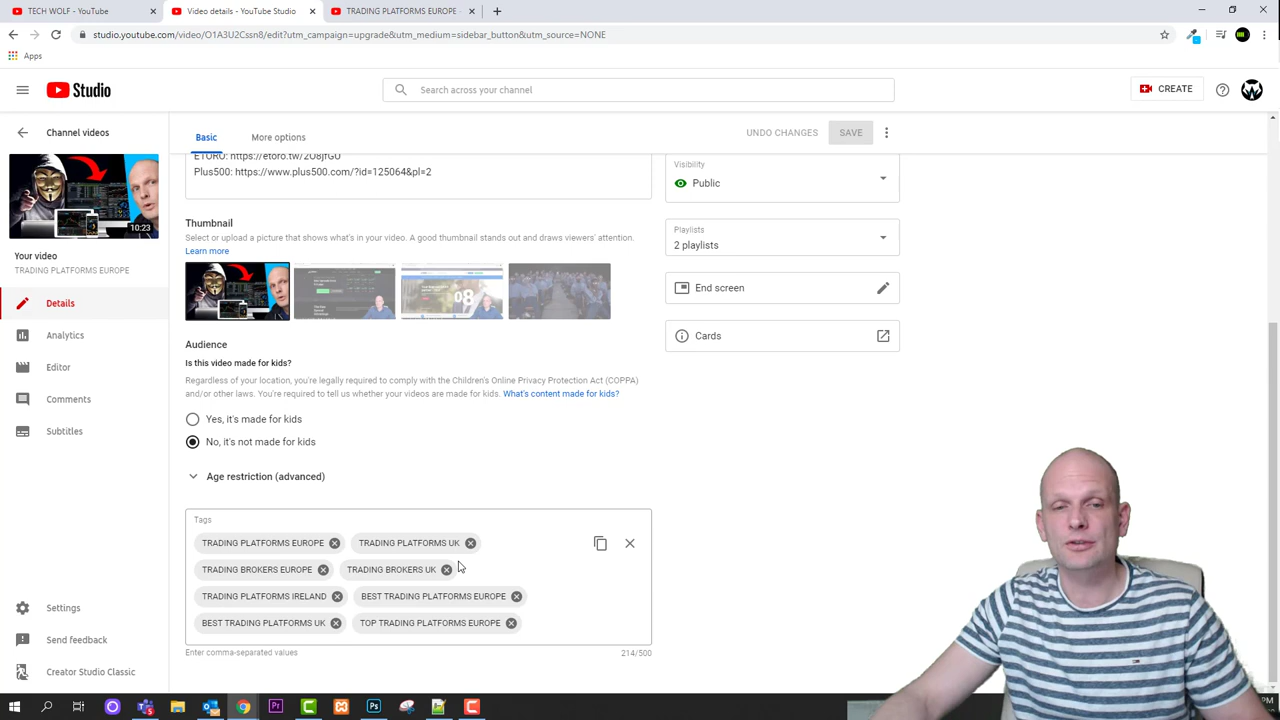 TECH WOLF - YouTube
Video details - YouTube Studio
TRADING PLATFORMS EUROPE -
studio.youtube.com/video/O1A3U2Cssn8/edit?utm_campaign=upgrade&utm_medium=sidebar_button&utm_source=NONE
Apps
Studio
Search across your channel
CREATE
Channel videos
Basic
More options
UNDO CHANGES
SAVE
10:23
Your video
TRADING PLATFORMS EUROPE
Details
Analytics
Editor
Comments
Subtitles
Settings
Send feedback
Creator Studio Classic
Plus500: https://www.plus500.com/?id=125064&pl=2
Thumbnail
Select or upload a picture that shows what's in your video. A good thumbnail stands out and draws viewers' attention.
Learn more
08
Audience
Is this video made for kids?
Regardless of your location, you're legally required to comply with the Children's Online Privacy Protection Act (COPPA)
and/or other laws. You're required to tell us whether your videos are made for kids. What's content made for kids?
Yes, it's made for kids
No, it's not made for kids
Age restriction (advanced)
Tags
TRADING PLATFORMS EUROPE
TRADING PLATFORMS UK
TRADING BROKERS EUROPE
TRADING BROKERS UK
TRADING PLATFORMS IRELAND
BEST TRADING PLATFORMS EUROPE
BEST TRADING PLATFORMS UK
TOP TRADING PLATFORMS EUROPE
Enter comma-separated values
214/500
Visibility
Public
Playlists
2 playlists
End screen
Cards
PM